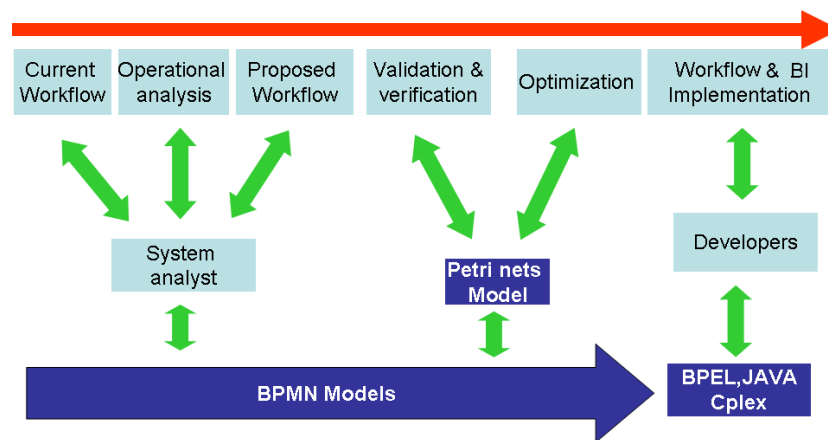 Current
Workflow
Operational
analysis
Proposed
Workflow
Validation &
verification
Optimization
Workflow & BI
Implementation
System
analyst
Petri nets
Model
Developers
BPMN Models
BPEL,JAVA
Cplex